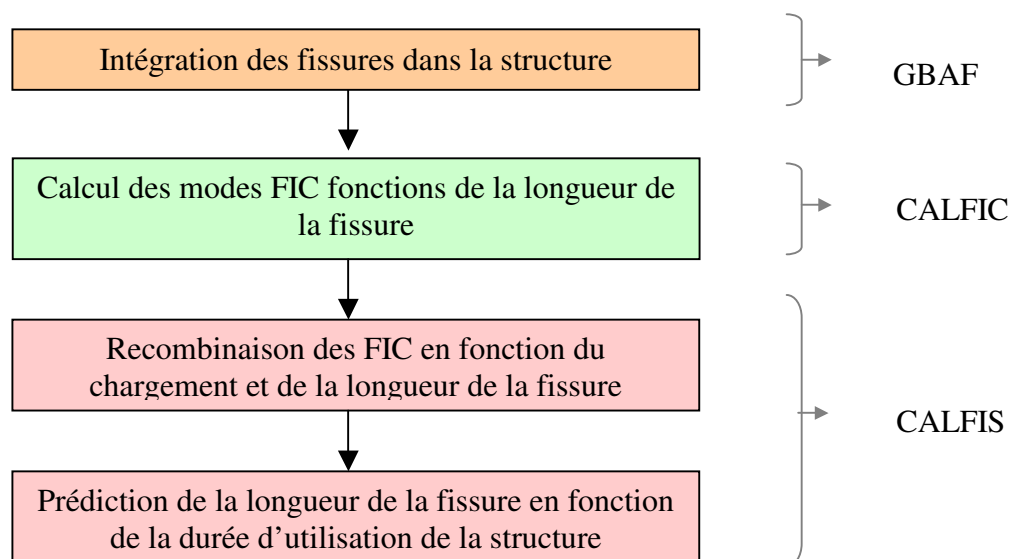 Intégration des fissures dans la structure
GBAF
Calcul des modes FIC fonctions de la longueur de
la fissure
CALFIC
Recombinaison des FIC en fonction du
chargement et de la longueur de la fissure
CALFIS
Prédiction de la longueur de la fissure en fonction
de la durée d’utilisation de la structure